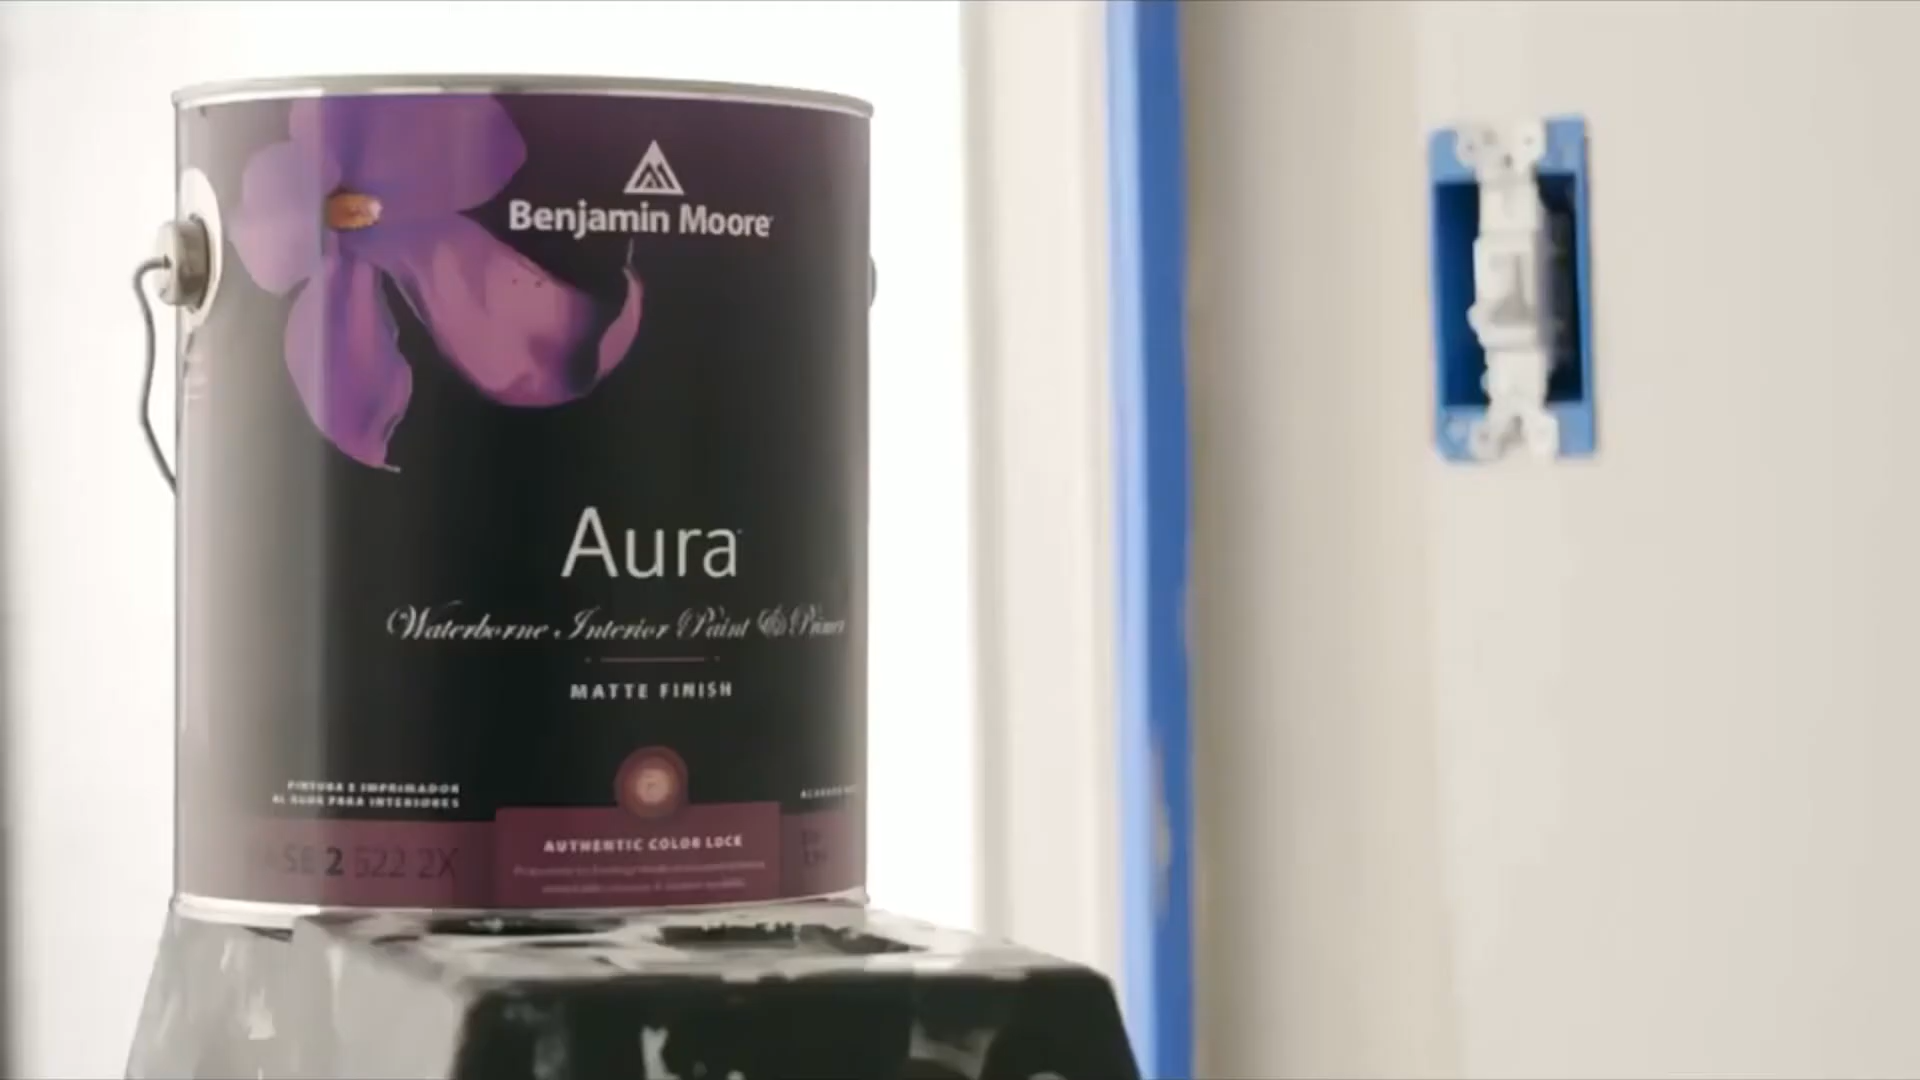 Benjamin Moore
Aura
Waterborne Interior Paint & Primer
MATTE FINISH
PINTURA E IMPRIMADOR
AL AGUA PARA INTERIORES
AUTHENTIC COLOR LOCK
522 2X